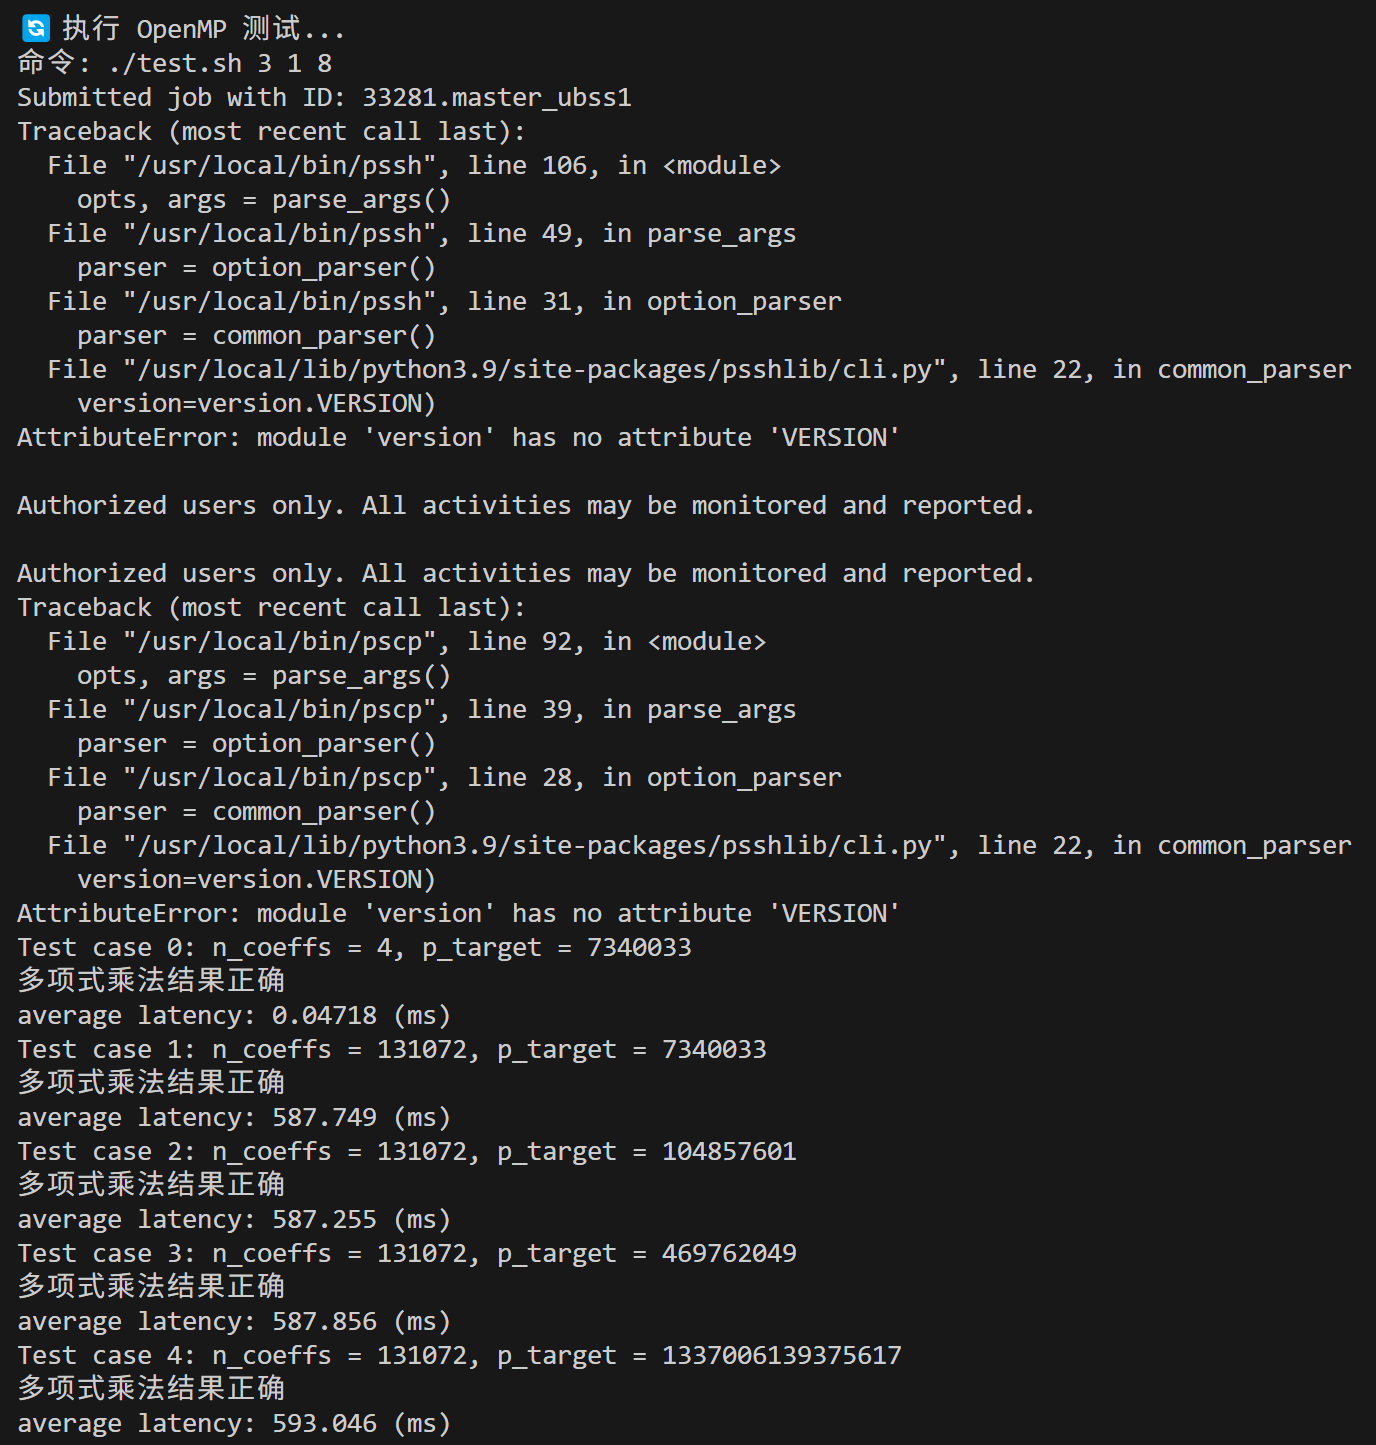 🔄 执行 OpenMP 测试...
命令: ./test.sh 3 1 8
Submitted job with ID: 33281.master_ubss1
Traceback (most recent call last):
  File "/usr/local/bin/pssh", line 106, in <module>
    opts, args = parse_args()
  File "/usr/local/bin/pssh", line 49, in parse_args
    parser = option_parser()
  File "/usr/local/bin/pssh", line 31, in option_parser
    parser = common_parser()
  File "/usr/local/lib/python3.9/site-packages/psshlib/cli.py", line 22, in common_parser
    version=version.VERSION)
AttributeError: module 'version' has no attribute 'VERSION'

Authorized users only. All activities may be monitored and reported.

Authorized users only. All activities may be monitored and reported.
Traceback (most recent call last):
  File "/usr/local/bin/pscp", line 92, in <module>
    opts, args = parse_args()
  File "/usr/local/bin/pscp", line 39, in parse_args
    parser = option_parser()
  File "/usr/local/bin/pscp", line 28, in option_parser
    parser = common_parser()
  File "/usr/local/lib/python3.9/site-packages/psshlib/cli.py", line 22, in common_parser
    version=version.VERSION)
AttributeError: module 'version' has no attribute 'VERSION'
Test case 0: n_coeffs = 4, p_target = 7340033
多项式乘法结果正确
average latency: 0.04718 (ms)
Test case 1: n_coeffs = 131072, p_target = 7340033
多项式乘法结果正确
average latency: 587.749 (ms)
Test case 2: n_coeffs = 131072, p_target = 104857601
多项式乘法结果正确
average latency: 587.255 (ms)
Test case 3: n_coeffs = 131072, p_target = 469762049
多项式乘法结果正确
average latency: 587.856 (ms)
Test case 4: n_coeffs = 131072, p_target = 1337006139375617
多项式乘法结果正确
average latency: 593.046 (ms)